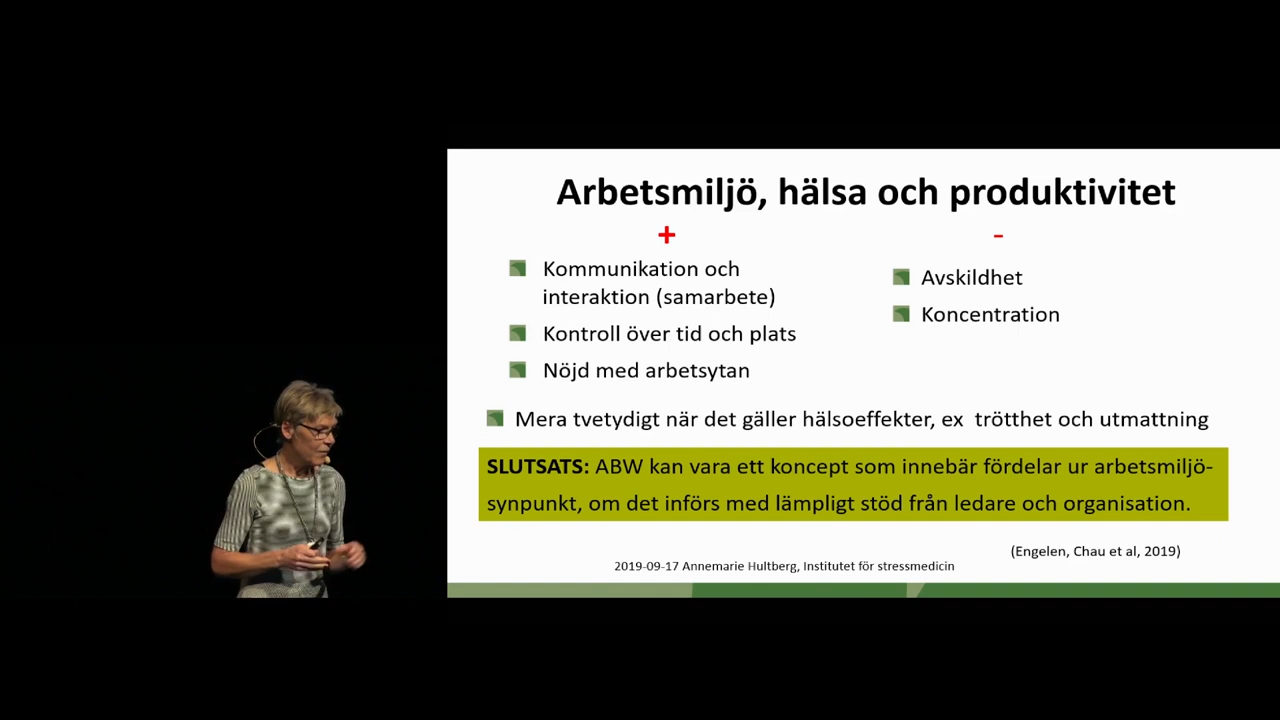 Arbetsmiljö, hälsa och produktivitet
+
-
Kommunikation och
interaktion (samarbete)
Kontroll över tid och plats
Nöjd med arbetsytan
Avskildhet
Koncentration
Mera tvetydigt när det gäller hälsoeffekter, ex trötthet och utmattning
SLUTSATS: ABW kan vara ett koncept som innebär fördelar ur arbetsmiljö-
synpunkt, om det införs med lämpligt stöd från ledare och organisation.
(Engelen, Chau et al, 2019)
2019-09-17 Annemarie Hultberg, Institutet för stressmedicin